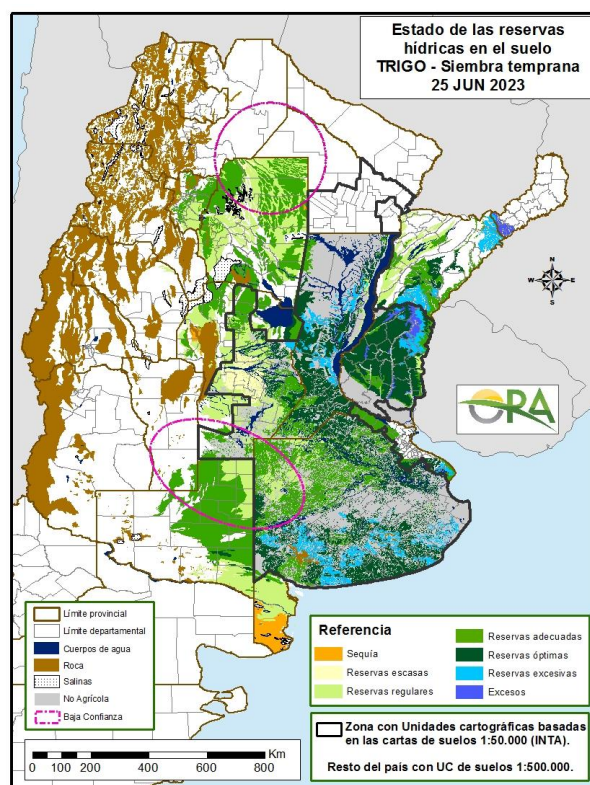 Estado de las reservas
hídricas en el suelo
TRIGO - Siembra temprana
25 JUN 2023
N
W
E
S
ORA
Límite provincial
Límite departamental
Cuerpos de agua
Roca
Salinas
No Agrícola
Baja Confianza
Referencia
Sequía
Reservas escasas
Reservas regulares
Reservas adecuadas
Reservas óptimas
Reservas excesivas
Excesos
Zona con Unidades cartográficas basadas
en las cartas de suelos 1:50.000 (INTA).
Resto del país con UC de suelos 1:500.000.
Km
0 100 200 400 600 800